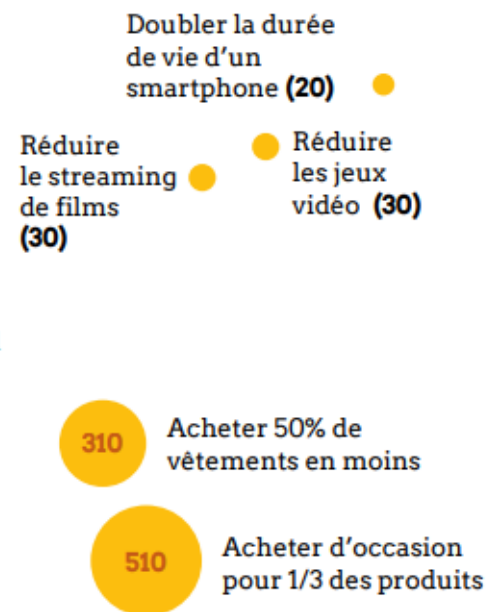 Doubler la durée
de vie d’un
smartphone (20)
Réduire
le streaming
de films
(30)
Réduire
les jeux
vidéo (30)
310
Acheter 50% de
vêtements en moins
510
Acheter d’occasion
pour 1/3 des produits